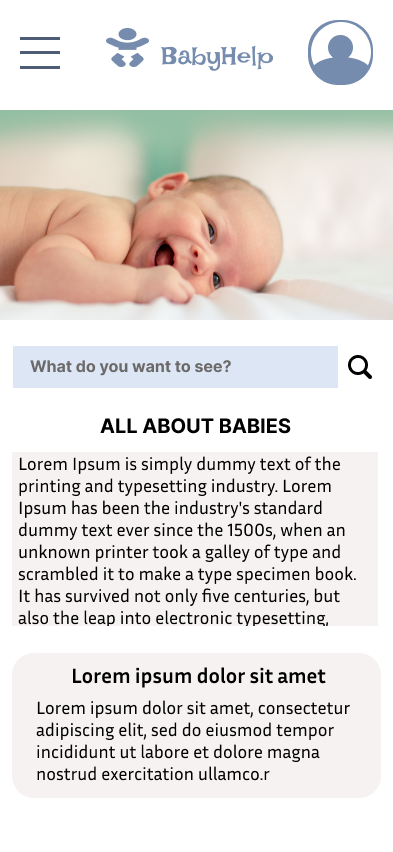 BabyHelp
What do you want to see?
ALL ABOUT BABIES
Lorem Ipsum is simply dummy text of the
printing and typesetting industry. Lorem
Ipsum has been the industry's standard
dummy text ever since the 1500s, when an
unknown printer took a galley of type and
scrambled it to make a type specimen book.
It has survived not only five centuries, but
also the leap into electronic typesetting,
Lorem ipsum dolor sit amet
Lorem ipsum dolor sit amet, consectetur
adipiscing elit, sed do eiusmod tempor
incididunt ut labore et dolore magna
nostrud exercitation ullamco.r